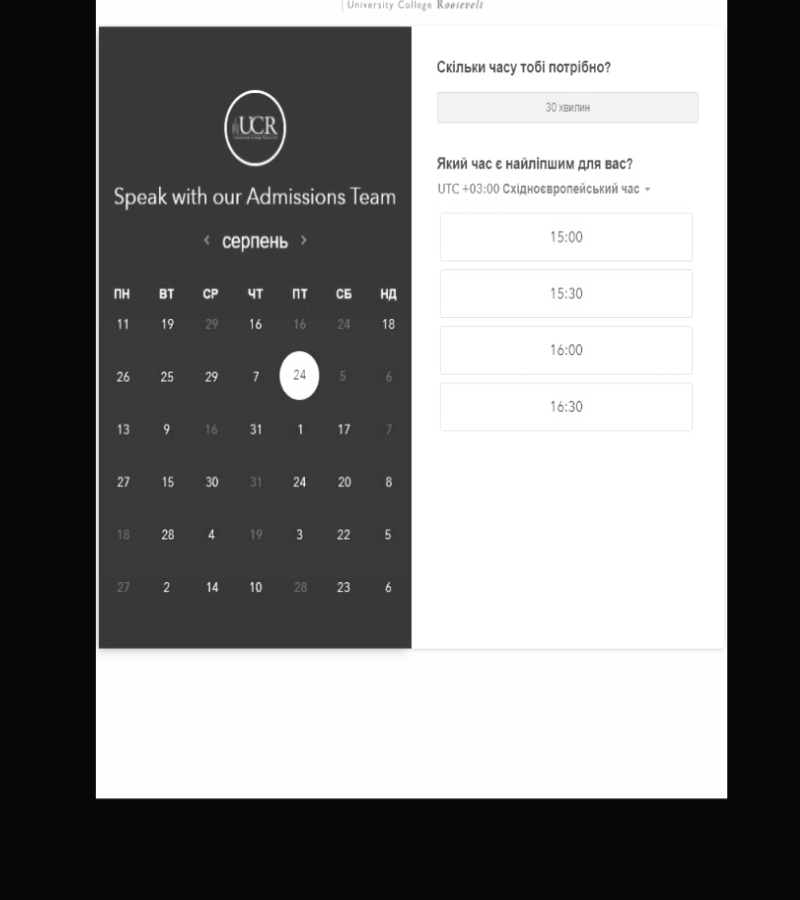 | University College Roosevelt
UCR
Speak with our Admissions Team
‹ серпень ›
ПН ВТ СР ЧТ ПТ СБ НД
11 19 29 16 16 24 18
26 25 29 7 24 5 6
13 9 16 31 1 17 7
27 15 30 31 24 20 8
18 28 4 19 3 22 5
27 2 14 10 28 23 6
Скільки часу тобі потрібно?
30 хвилин
Який час є найліпшим для вас?
UTC +03:00 Східноєвропейський час
15:00
15:30
16:00
16:30